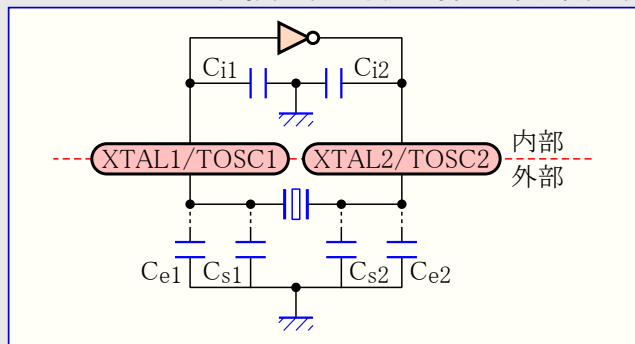 Ci1 Ci2
XTAL1/TOSC1 XTAL2/TOSC2 内部
外部
Ce1 Cs1 Cs2 Ce2